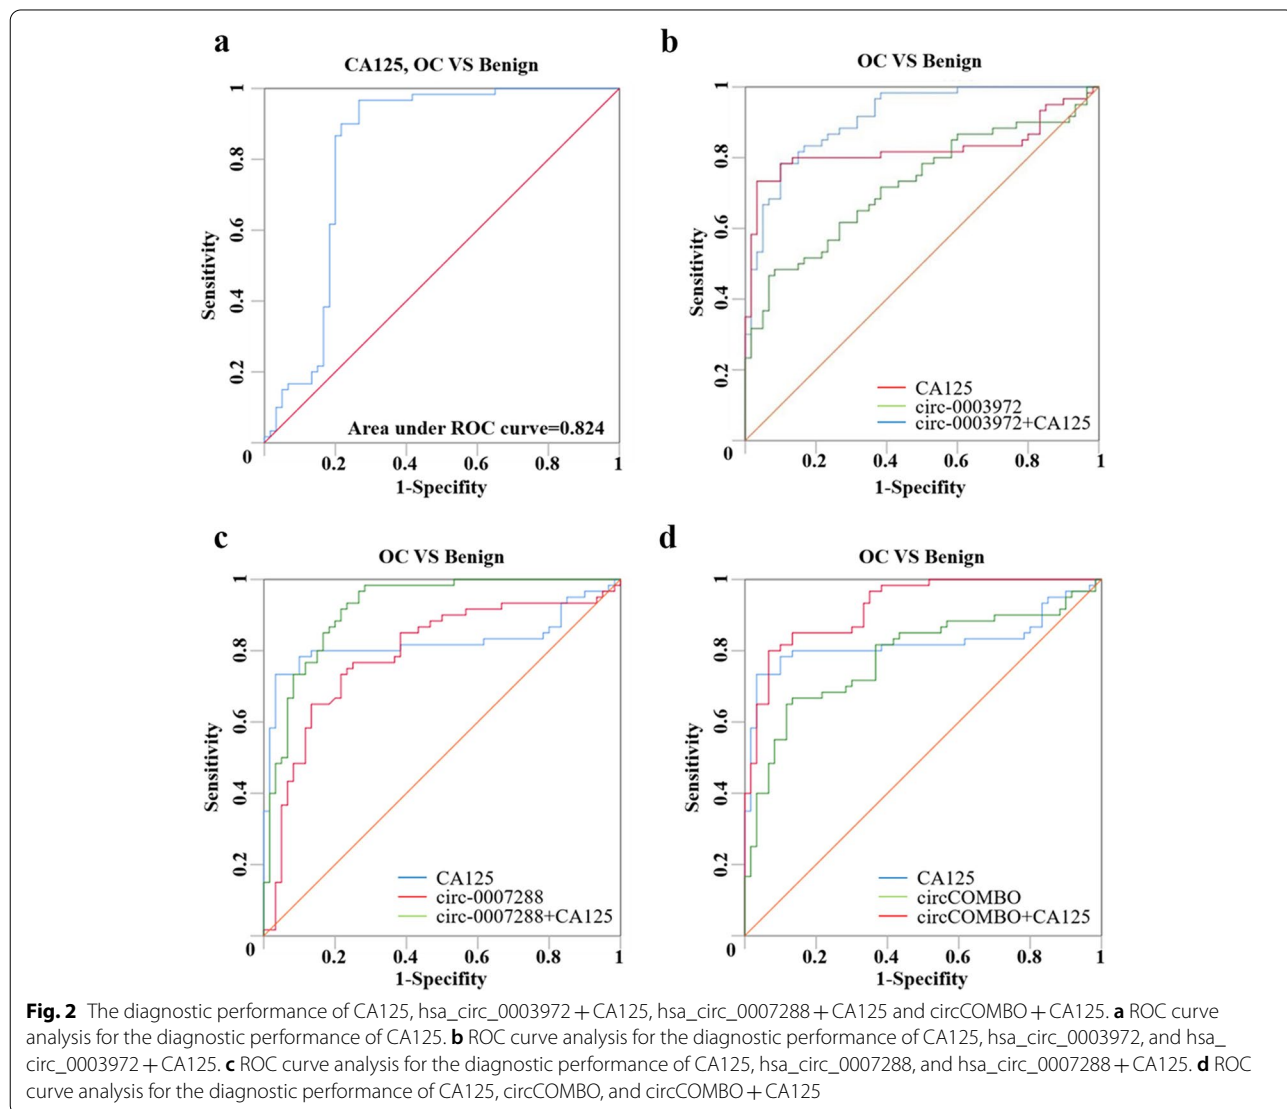 a
CA125, OC VS Benign
1
0.8
0.6
0.4
0.2
0
Sensitivity
Area under ROC curve=0.824
0.2 0.4 0.6 0.8 1
1-Specifity
b
OC VS Benign
1
0.8
0.6
0.4
0.2
0
Sensitivity
CA125
circ-0003972
circ-0003972+CA125
0.2 0.4 0.6 0.8 1
1-Specifity
c
OC VS Benign
1
0.8
0.6
0.4
0.2
0
Sensitivity
CA125
circ-0007288
circ-0007288+CA125
0.2 0.4 0.6 0.8 1
1-Specifity
d
OC VS Benign
1
0.8
0.6
0.4
0.2
0
Sensitivity
CA125
circCOMBO
circCOMBO+CA125
0.2 0.4 0.6 0.8 1
1-Specifity
Fig. 2 The diagnostic performance of CA125, hsa_circ_0003972 + CA125, hsa_circ_0007288 + CA125 and circCOMBO + CA125. a ROC curve
analysis for the diagnostic performance of CA125. b ROC curve analysis for the diagnostic performance of CA125, hsa_circ_0003972, and hsa_
circ_0003972 + CA125. c ROC curve analysis for the diagnostic performance of CA125, hsa_circ_0007288, and hsa_circ_0007288 + CA125. d ROC
curve analysis for the diagnostic performance of CA125, circCOMBO, and circCOMBO + CA125